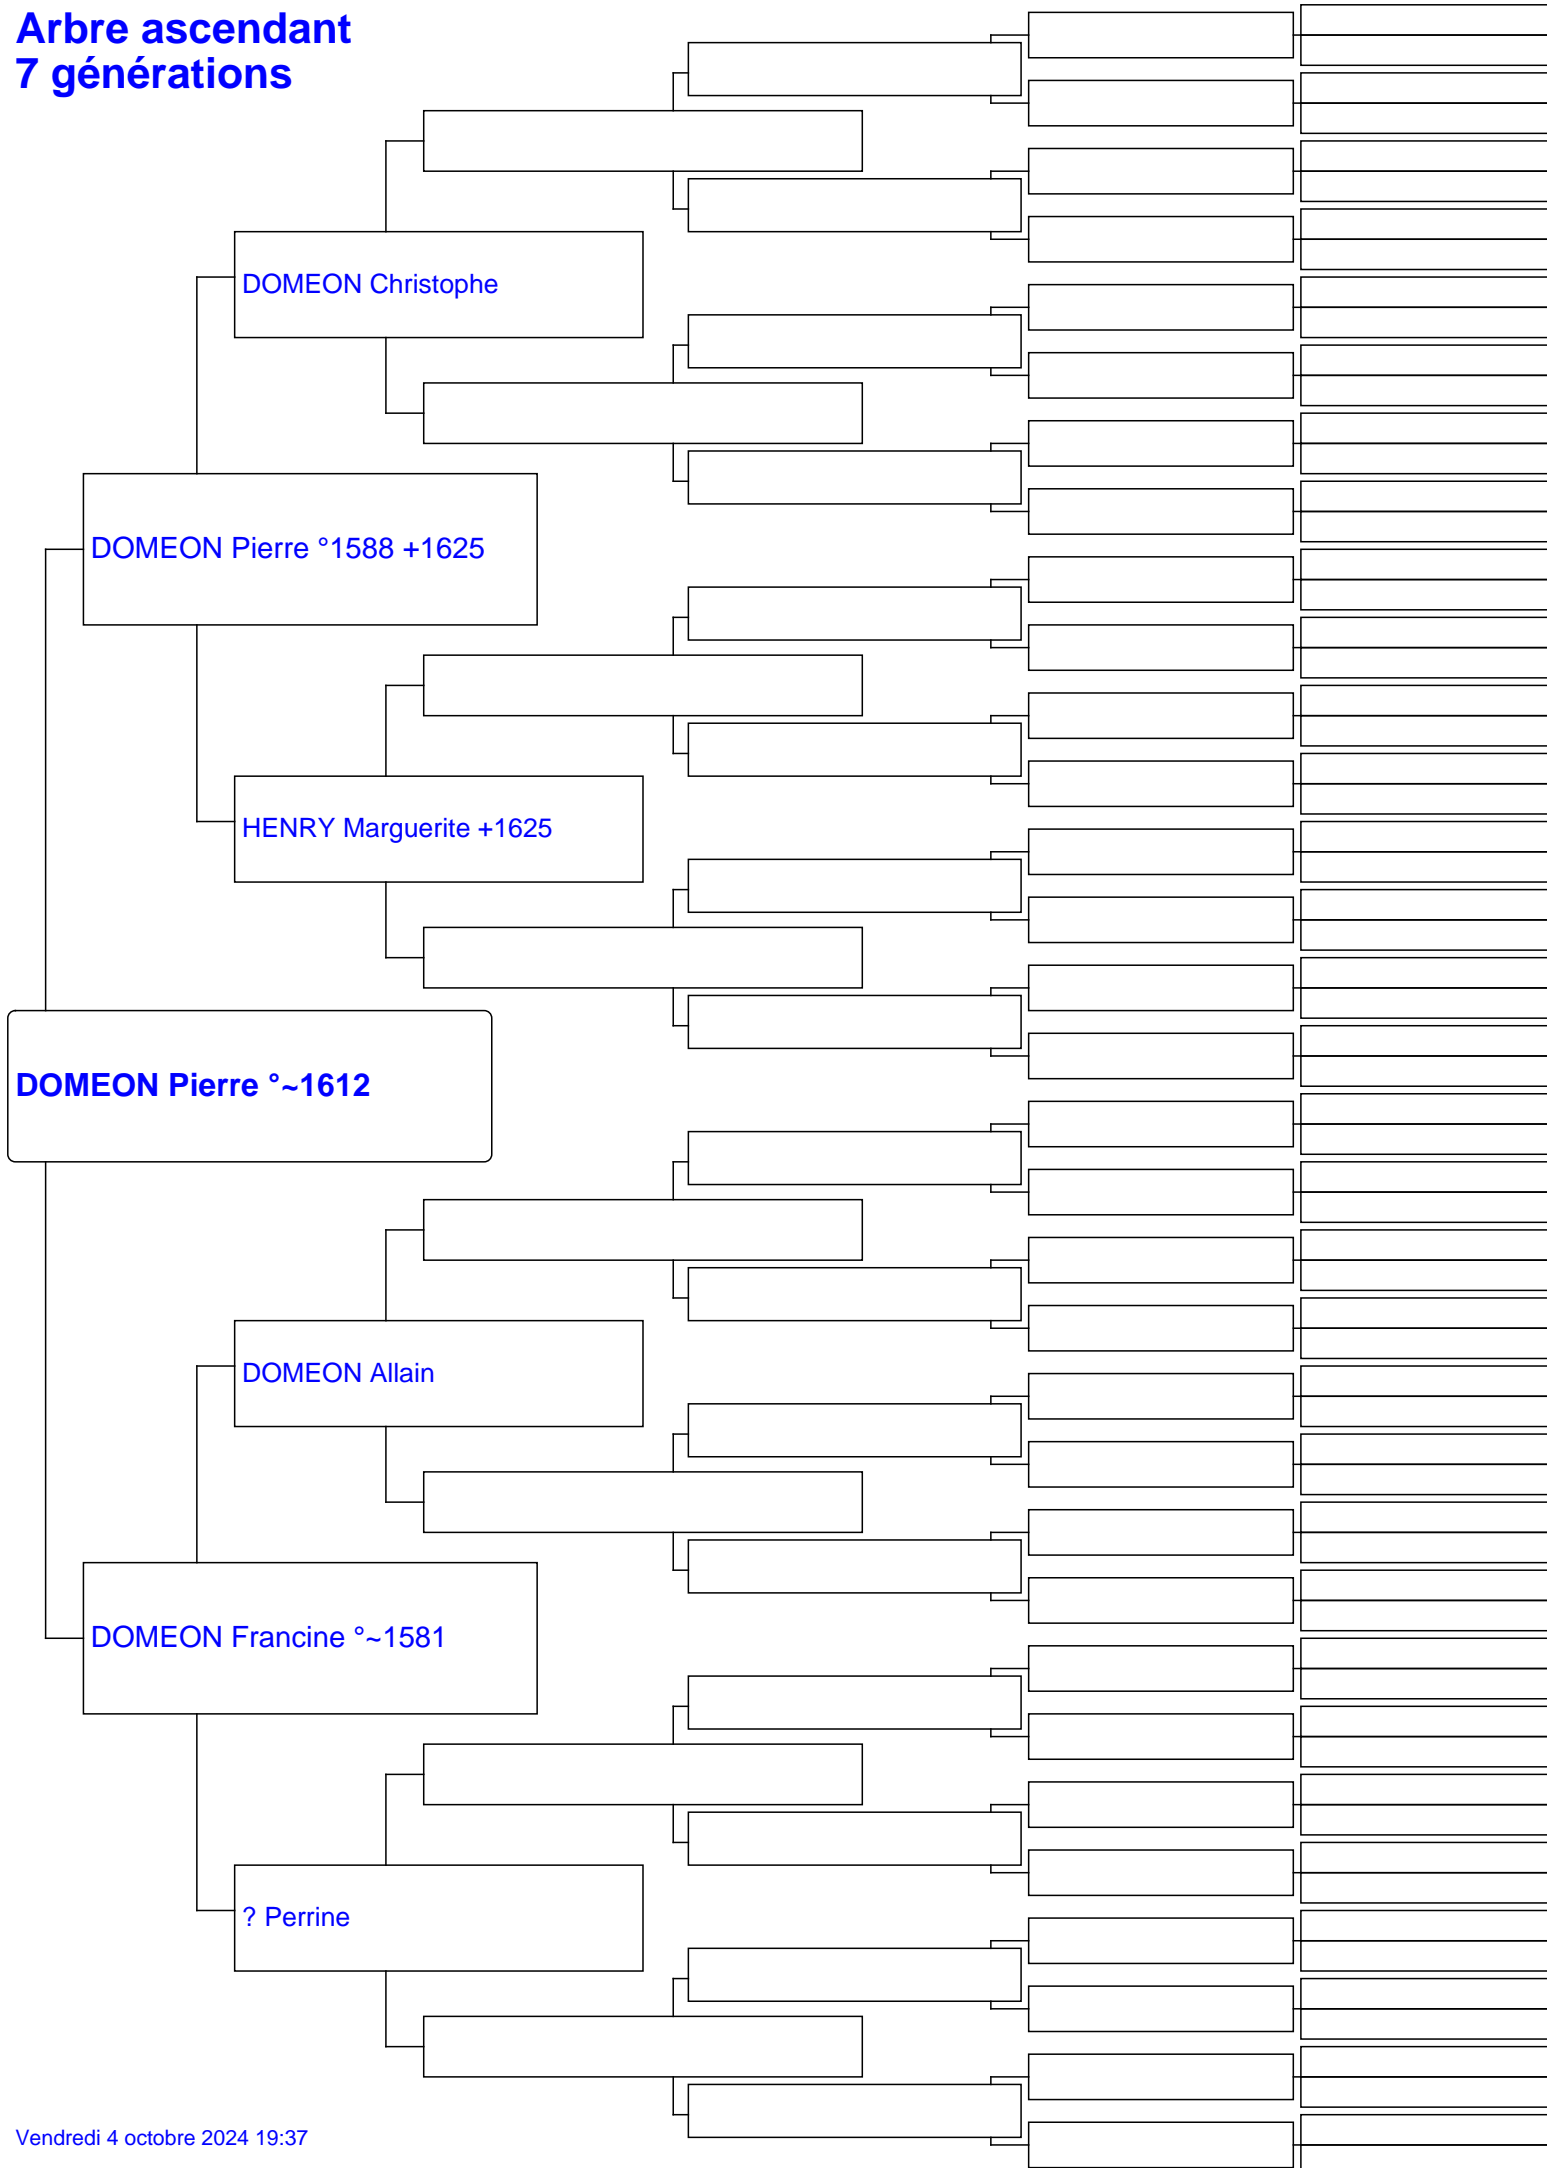 Arbre ascendant
7 générations
DOMEON Christophe
DOMEON Pierre °1588 +1625
HENRY Marguerite +1625
DOMEON Pierre °~1612
DOMEON Allain
DOMEON Francine °~1581
? Perrine
Vendredi 4 octobre 2024 19:37